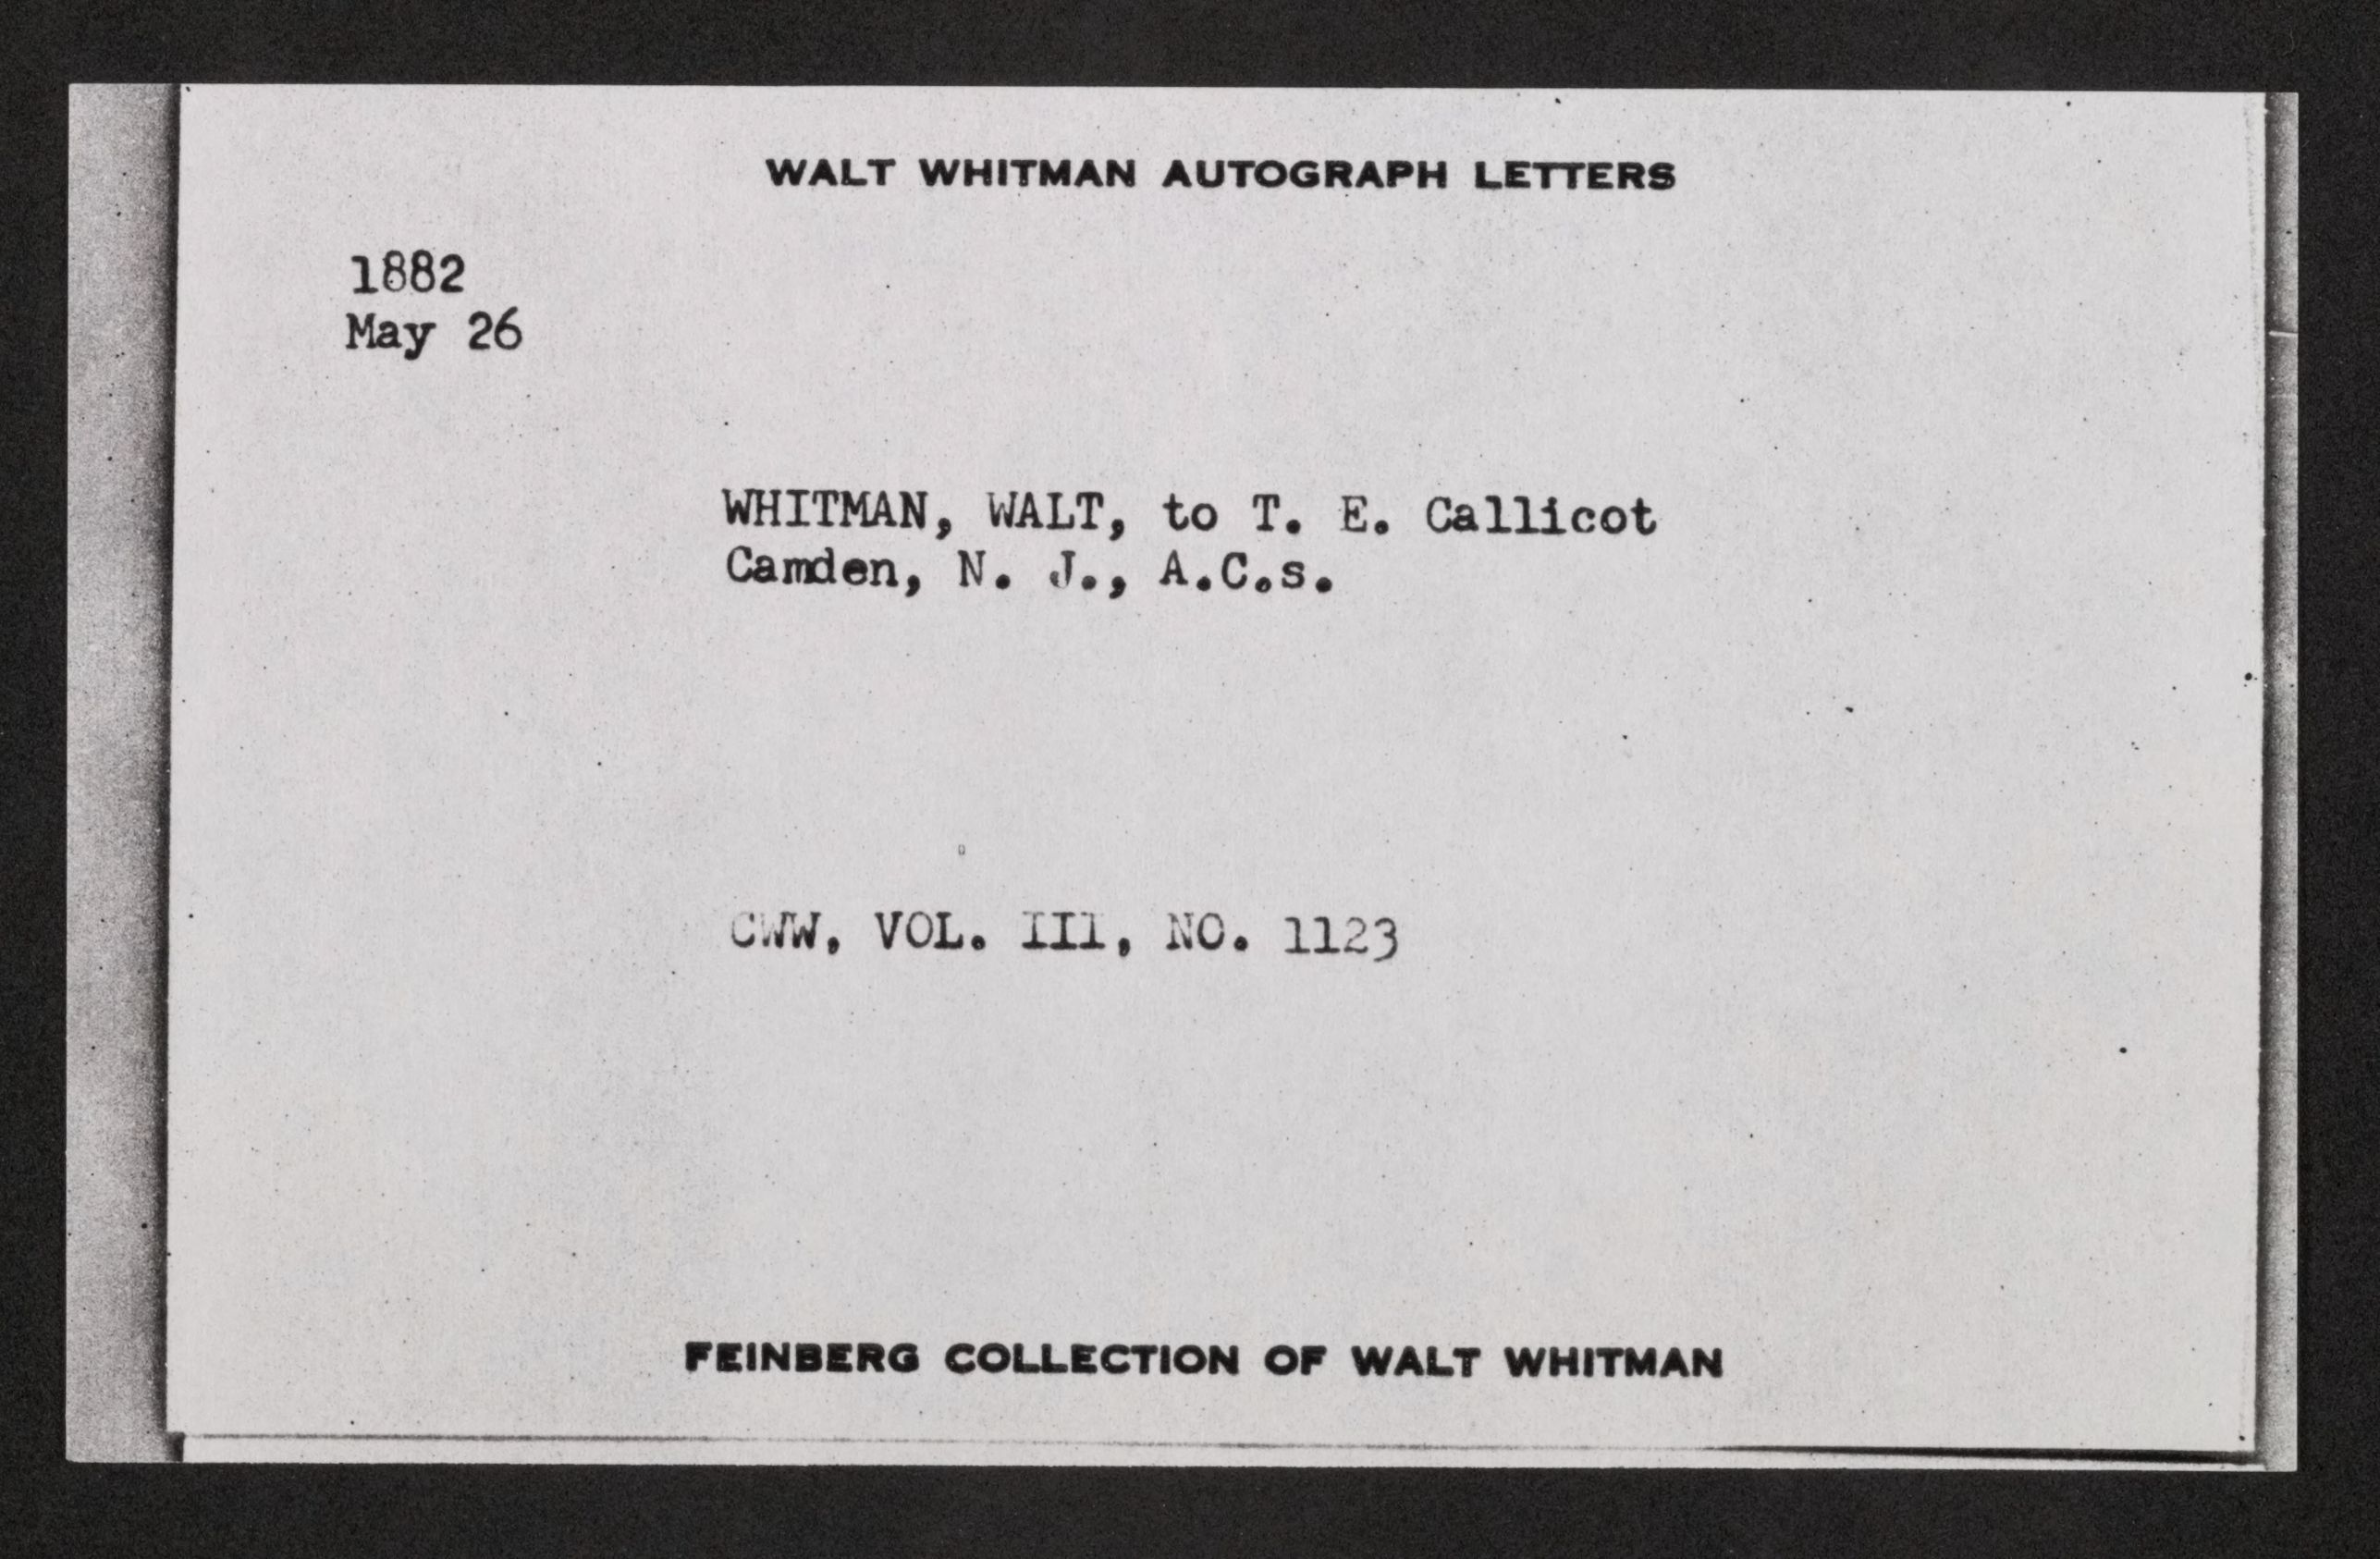 WALT WHITMAN AUTOGRAPH LETTERS
1882
May 26
WHITMAN, WALT, to T. E. Callicot
Camden, N. J., A.C.s.
CWW, VOL. III, NO. 1123
FEINBERG COLLECTION OF WALT WHITMAN